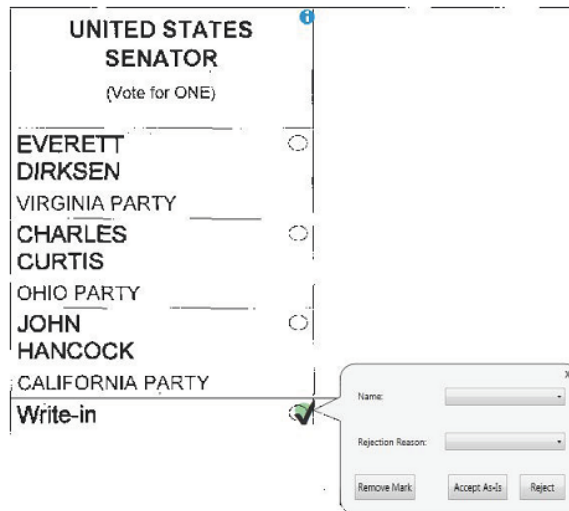 UNITED STATES
SENATOR
(Vote for ONE)
EVERETT
DIRKSEN
VIRGINIA PARTY
CHARLES
CURTIS
OHIO PARTY
JOHN
HANCOCK
CALIFORNIA PARTY
Write-in
X
Name:
Rejection Reason:
Remove Mark Accept As-Is Reject